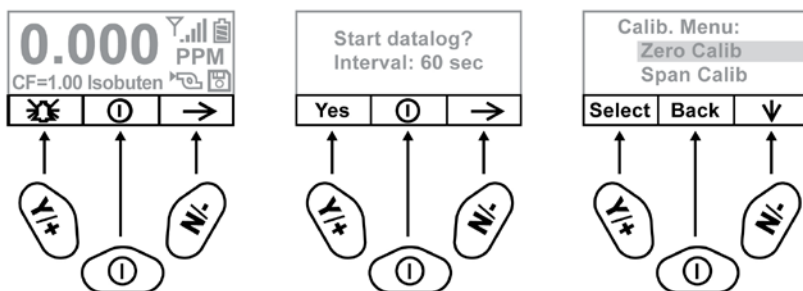 0.000
PPM
CF=1.00 Isobuten
Y/+
N/-
Start datalog?
Interval: 60 sec
Yes
Y/+
N/-
Calib. Menu:
Zero Calib
Span Calib
Select Back
Y/+
N/-